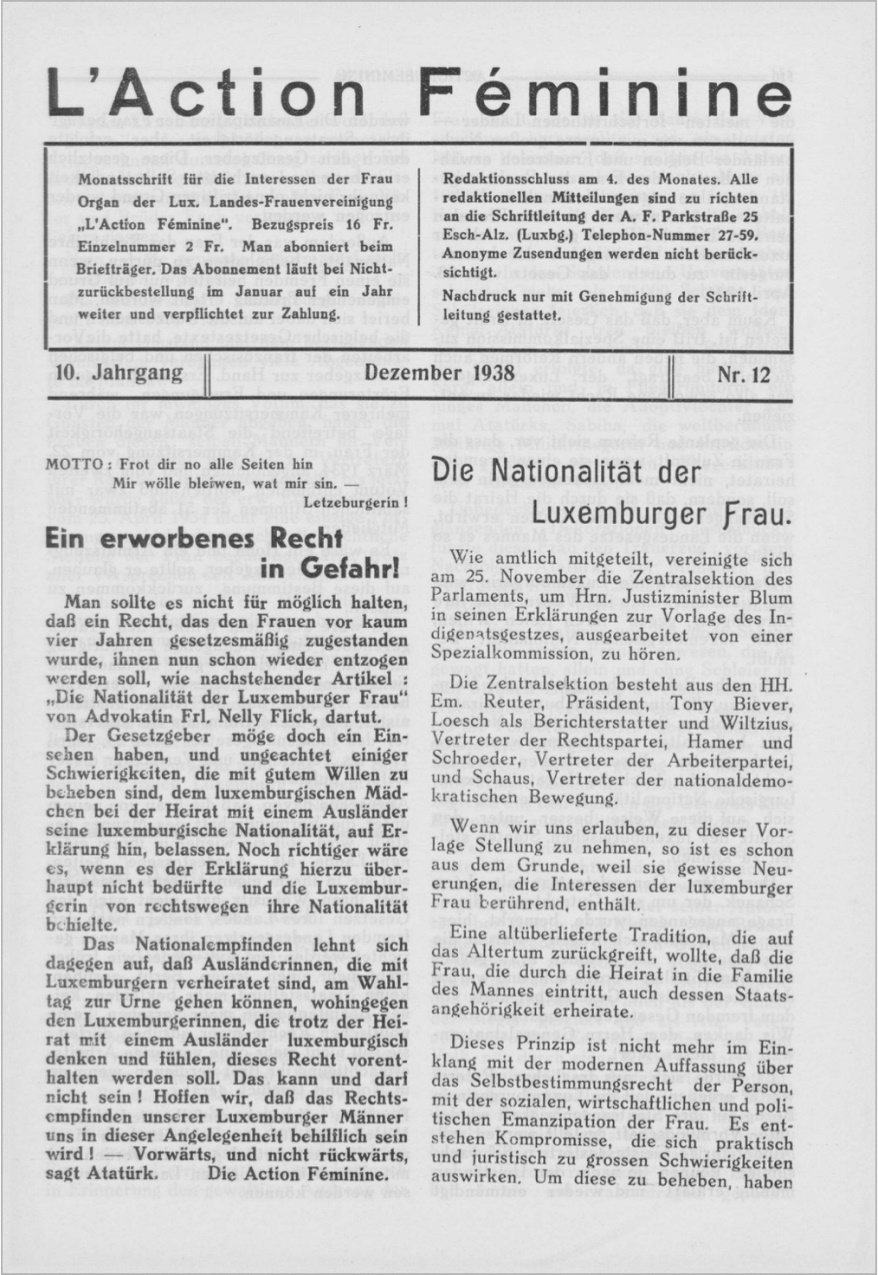 L'Action Féminine
Monatsschrift für die Interessen der Frau
Organ der Lux. Landes-Frauenvereinigung
„L'Action Féminine“. Bezugspreis 16 Fr.
Einzelnummer 2 Fr. Man abonniert beim
Briefträger. Das Abonnement läuft bei Nicht-
zurückbestellung im Januar auf ein Jahr
weiter und verpflichtet zur Zahlung.
Redaktionsschluss am 4. des Monates. Alle
redaktionellen Mitteilungen sind zu richten
an die Schriftleitung der A. F. Parkstraße 25
Esch-Alz. (Luxbg.) Telephon-Nummer 27-59.
Anonyme Zusendungen werden nicht berück-
sichtigt.
Nachdruck nur mit Genehmigung der Schrift-
leitung gestattet.
10. Jahrgang
Dezember 1938
Nr. 12
MOTTO : Frot dir no alle Seiten hin
Mir wölle bleiwen, wat mir sin. —
Letzeburgerin !
Ein erworbenes Recht
in Gefahr!
Man sollte es nicht für möglich halten,
daß ein Recht, das den Frauen vor kaum
vier Jahren gesetzesmäßig zugestanden
wurde, ihnen nun schon wieder entzogen
werden soll, wie nachstehender Artikel :
„Die Nationalität der Luxemburger Frau“
von Advokatin Frl. Nelly Flick, dartut.
Der Gesetzgeber möge doch ein Ein-
sehen haben, und ungeachtet einiger
Schwierigkeiten, die mit gutem Willen zu
beheben sind, dem luxemburgischen Mäd-
chen bei der Heirat mit einem Ausländer
seine luxemburgische Nationalität, auf Er-
klärung hin, belassen. Noch richtiger wäre
es, wenn es der Erklärung hierzu über-
haupt nicht bedürfte und die Luxembur-
gerin von rechtswegen ihre Nationalität
behielte.
Das Nationalempfinden lehnt sich
dagegen auf, daß Ausländerinnen, die mit
Luxemburgern verheiratet sind, am Wahl-
tag zur Urne gehen können, wohingegen
den Luxemburgerinnen, die trotz der Hei-
rat mit einem Ausländer luxemburgisch
denken und fühlen, dieses Recht vorent-
halten werden soll. Das kann und darf
nicht sein ! Hoffen wir, daß das Rechts-
empfinden unserer Luxemburger Männer
uns in dieser Angelegenheit behilflich sein
wird ! — Vorwärts, und nicht rückwärts,
sagt Atatürk. Die Action Féminine.
Die Nationalität der
Luxemburger Frau.
Wie amtlich mitgeteilt, vereinigte sich
am 25. November die Zentralsektion des
Parlaments, um Hrn. Justizminister Blum
in seinen Erklärungen zur Vorlage des In-
digenatsgestzes, ausgearbeitet von einer
Spezialkommission, zu hören.
Die Zentralsektion besteht aus den HH.
Em. Reuter, Präsident, Tony Biever,
Loesch als Berichterstatter und Wiltzius,
Vertreter der Rechtspartei, Hamer und
Schroeder, Vertreter der Arbeiterpartei,
und Schaus, Vertreter der nationaldemo-
kratischen Bewegung.
Wenn wir uns erlauben, zu dieser Vor-
lage Stellung zu nehmen, so ist es schon
aus dem Grunde, weil sie gewisse Neu-
erungen, die Interessen der luxemburger
Frau berührend, enthält.
Eine altüberlieferte Tradition, die auf
das Altertum zurückgreift, wollte, daß die
Frau, die durch die Heirat in die Familie
des Mannes eintritt, auch dessen Staats-
angehörigkeit erheirate.
Dieses Prinzip ist nicht mehr im Ein-
klang mit der modernen Auffassung über
das Selbstbestimmungsrecht der Person,
mit der sozialen, wirtschaftlichen und poli-
tischen Emanzipation der Frau. Es ent-
stehen Kompromisse, die sich praktisch
und juristisch zu grossen Schwierigkeiten
auswirken. Um diese zu beheben, haben